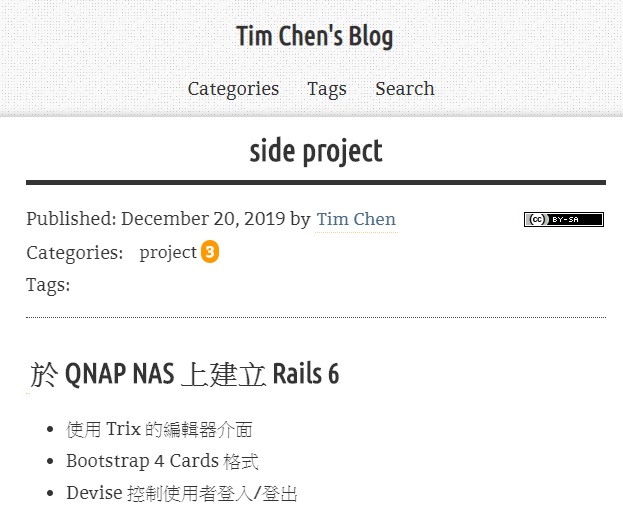 Tim Chen's Blog
Categories Tags Search
side project
Published: December 20, 2019 by Tim Chen
(cc) BY-SA
Categories: project 3
Tags:
於 QNAP NAS 上建立 Rails 6
使用 Trix 的編輯器介面
Bootstrap 4 Cards 格式
Devise 控制使用者登入/登出